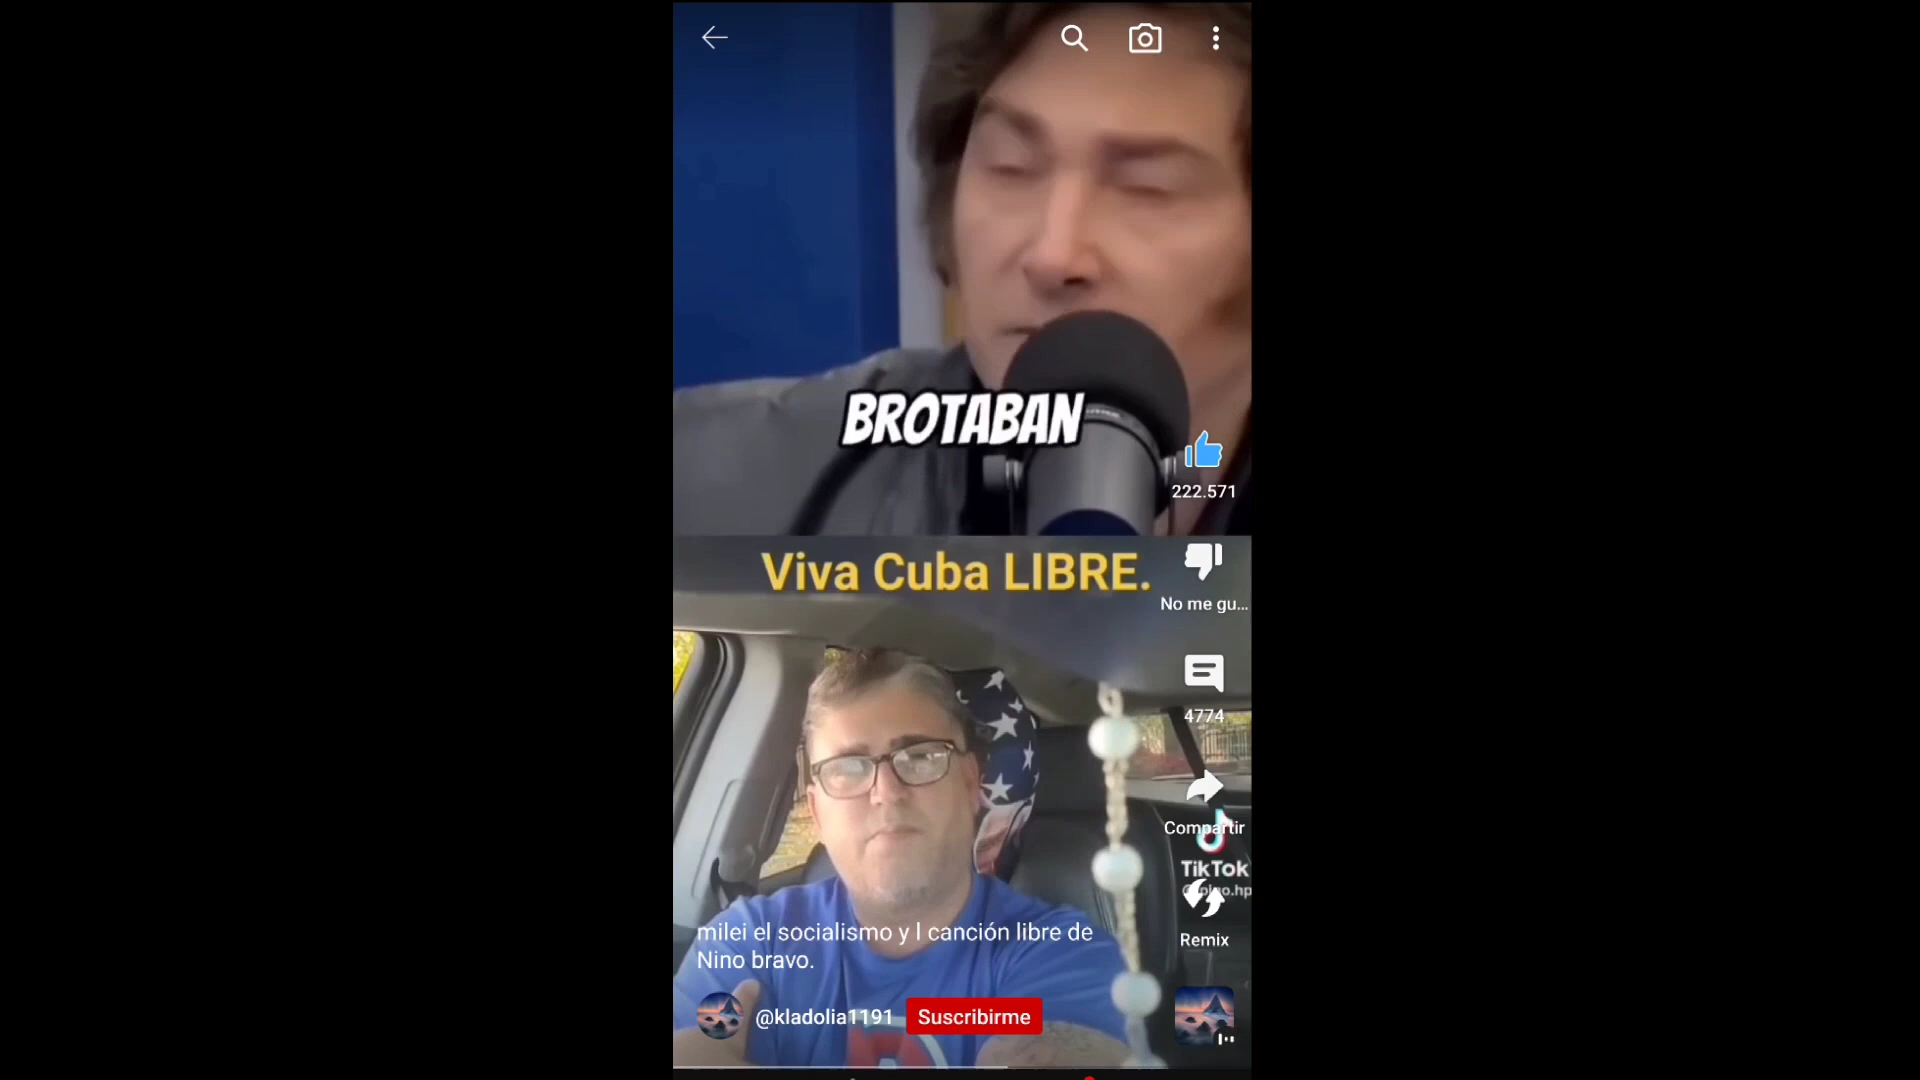 BROTABAN
222.571
Viva Cuba LIBRE.
No me gu...
4774
Compartir
TikTok
Remix
milei el socialismo y l canción libre de
Nino bravo.
@kladolia1191
Suscribirme